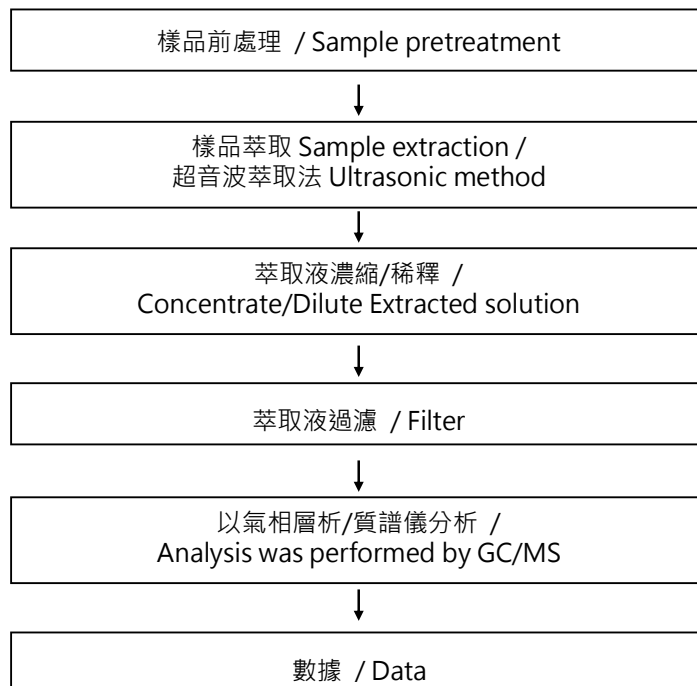 樣品前處理 / Sample pretreatment
樣品萃取 Sample extraction /
超音波萃取法 Ultrasonic method
萃取液濃縮/稀釋 /
Concentrate/Dilute Extracted solution
萃取液過濾 / Filter
以氣相層析/質譜儀分析 /
Analysis was performed by GC/MS
數據 / Data